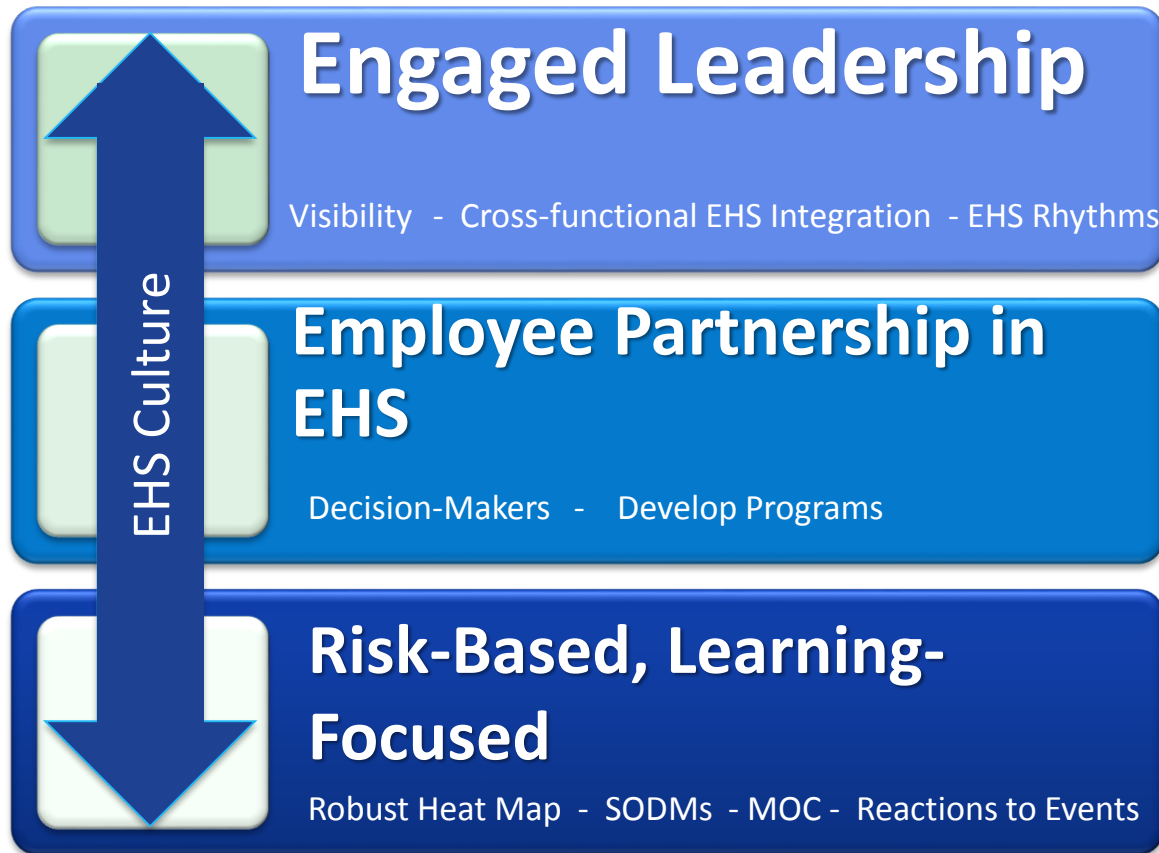 Engaged Leadership
Visibility - Cross-functional EHS Integration - EHS Rhythms
EHS Culture
Employee Partnership in
EHS
Decision-Makers - Develop Programs
Risk-Based, Learning-
Focused
Robust Heat Map - SODMs - MOC - Reactions to Events